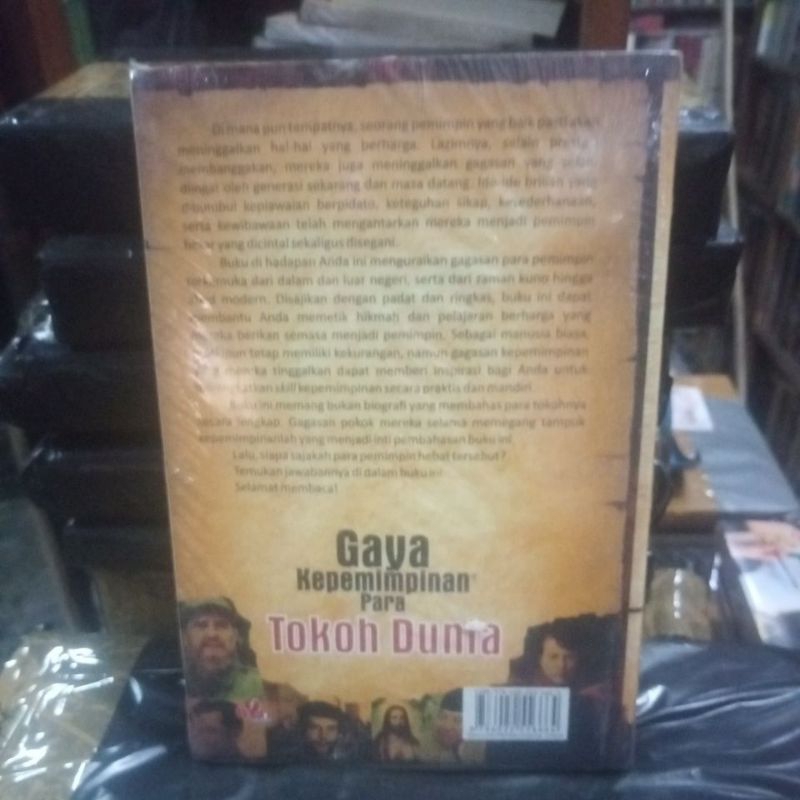 Di mana pun tempatnya, seorang pemimpin yang baik pasti akan
meninggalkan hal-hal yang berharga. Lazimnya, selain
membanggakan, mereka juga meninggalkan gagasan yang
diingat oleh generasi sekarang dan masa datang. Ide-ide brilian yang
dibumbui kepiawaian berpidato, keteguhan sikap, kesederhanaan,
serta kewibawaan telah mengantarkan mereka menjadi pemimpin
besar yang dicintai sekaligus disegani.
Buku di hadapan Anda ini menguraikan gagasan para pemimpin
terkemuka dari dalam dan luar negeri, serta dari zaman kuno hingga
modern. Disajikan dengan padat dan ringkas, buku ini dapat
membantu Anda memetik hikmah dan pelajaran berharga yang
mereka berikan semasa menjadi pemimpin. Sebagai manusia biasa,
tetap memiliki kekurangan, namun gagasan kepemimpinan
mereka tinggalkan dapat memberi inspirasi bagi Anda untuk
skill kepemimpinan secara praktis dan mandiri.
Buku ini memang bukan biografi yang membahas para tokohnya
secara lengkap. Gagasan pokok mereka selama memegang tampuk
kepemimpinanlah yang menjadi inti pembahasan buku ini.
Lalu, siapa sajakah para pemimpin hebat tersebut?
Temukan jawabannya di dalam buku ini!
Selamat membaca!
Gaya
Kepemimpinan
Para
Tokoh Dunia